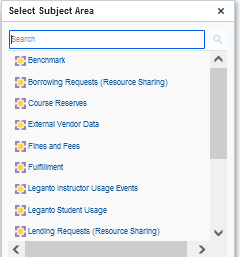 Select Subject Area
Search
Benchmark
Borrowing Requests (Resource Sharing)
Course Reserves
External Vendor Data
Fines and Fees
Fulfillment
Leganto Instructor Usage Events
Leganto Student Usage
Lending Requests (Resource Sharing)